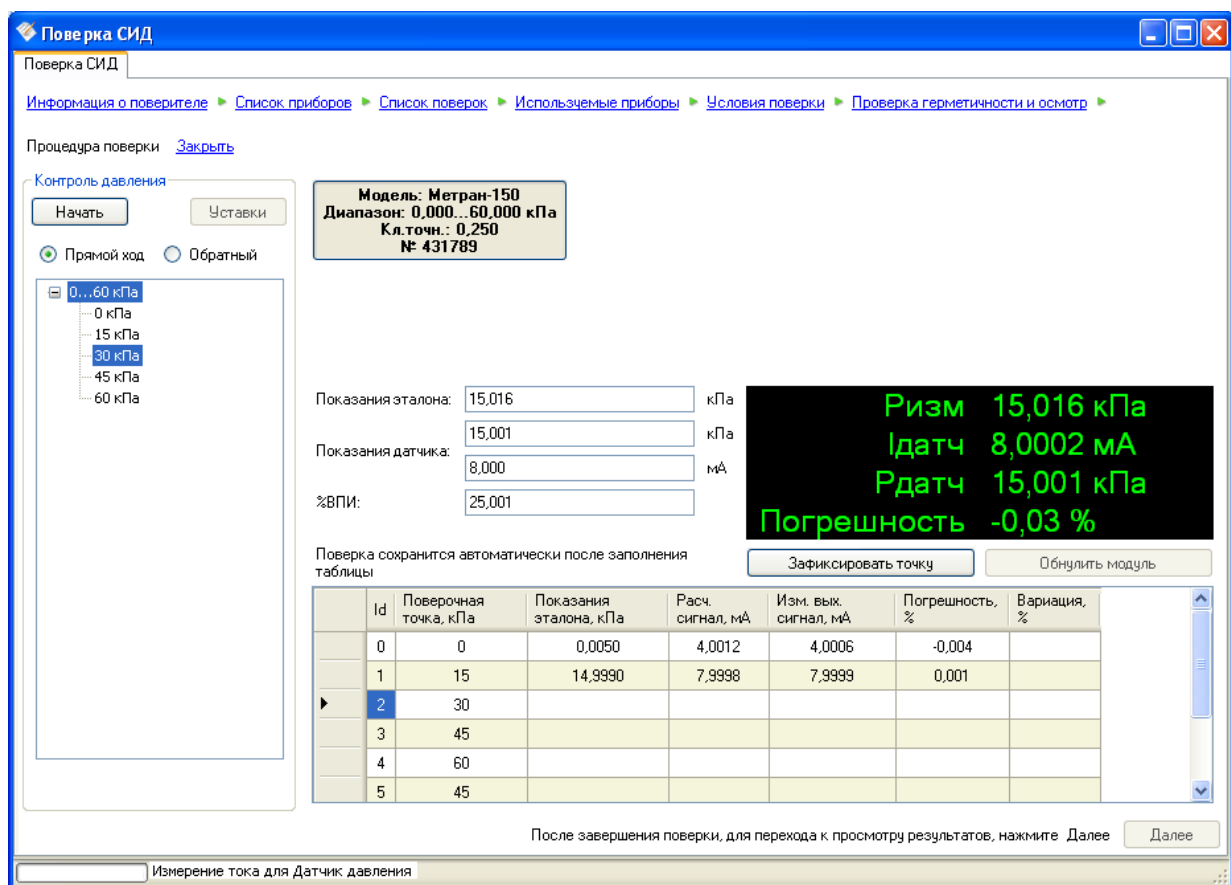 Поверка СИД
Поверка СИД
Информация о поверителе Список приборов Список поверок Используемые приборы Условия поверки Проверка герметичности и осмотр
Процедура поверки Закрыть
Контроль давления
Начать Уставки
Прямой ход Обратный
0...60 кПа
0 кПа
15 кПа
30 кПа
45 кПа
60 кПа
Модель: Метран-150
Диапазон: 0,000...60,000 кПа
Кл.точн.: 0,250
№ 431789
Показания эталона: 15,016 кПа
Показания датчика: 15,001 кПа
8,000 мА
%ВПИ: 25,001
Ризм 15,016 кПа
Iдатч 8,0002 мА
Рдатч 15,001 кПа
Погрешность -0,03 %
Поверка сохранится автоматически после заполнения
таблицы
Зафиксировать точку Обнулить модуль
Id Поверочная точка, кПа Показания эталона, кПа Расч. сигнал, мА Изм. вых. сигнал, мА Погрешность, % Вариация, %
0 0 0,0050 4,0012 4,0006 -0,004
1 15 14,9990 7,9998 7,9999 0,001
2 30
3 45
4 60
5 45
После завершения поверки, для перехода к просмотру результатов, нажмите Далее Далее
Измерение тока для Датчик давления